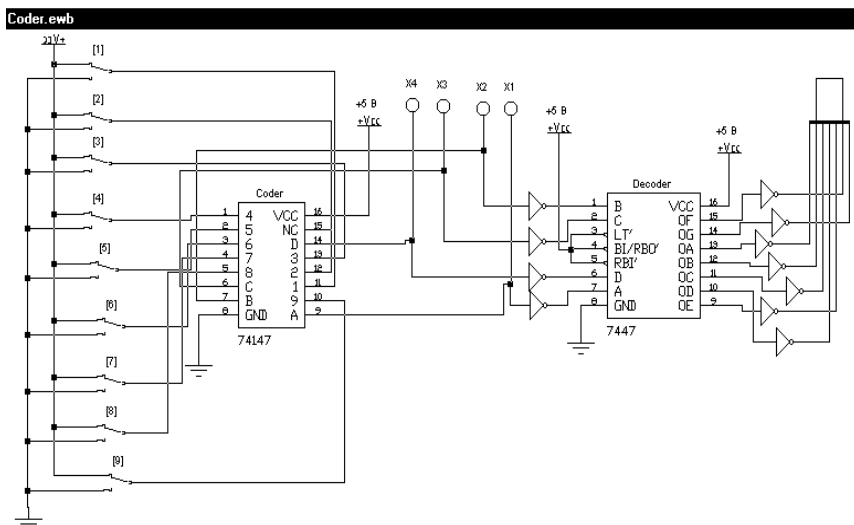 Coder.ewb
+Vcc
[1]
[2]
[3]
[4]
[5]
[6]
[7]
[8]
[9]
+5 В
+Vcc
Coder
1 4 VCC 16
2 5 NC 15
3 6 D 14
4 7 3 13
5 8 2 12
6 C 1 11
7 B 9 10
8 GND A 9
74147
X4 X3 X2 X1
+5 В
+Vcc
+5 В
+Vcc
Decoder
1 B VCC 16
2 C OF 15
3 LT' OG 14
4 BI/RBO' OA 13
5 RBI' OB 12
6 D OC 11
7 A OD 10
8 GND OE 9
7447